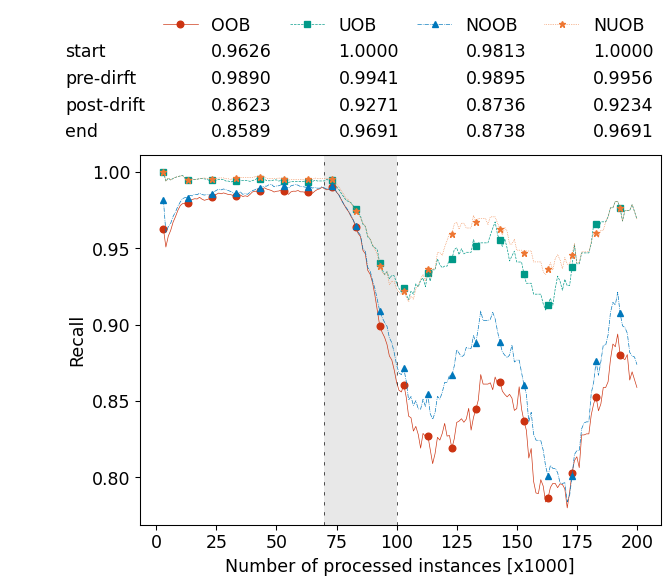 OOB UOB NOOB NUOB
start 0.9626 1.0000 0.9813 1.0000
pre-dirft 0.9890 0.9941 0.9895 0.9956
post-drift 0.8623 0.9271 0.8736 0.9234
end 0.8589 0.9691 0.8738 0.9691
1.00
0.95
0.90
0.85
0.80
Recall
0 25 50 75 100 125 150 175 200
Number of processed instances [x1000]